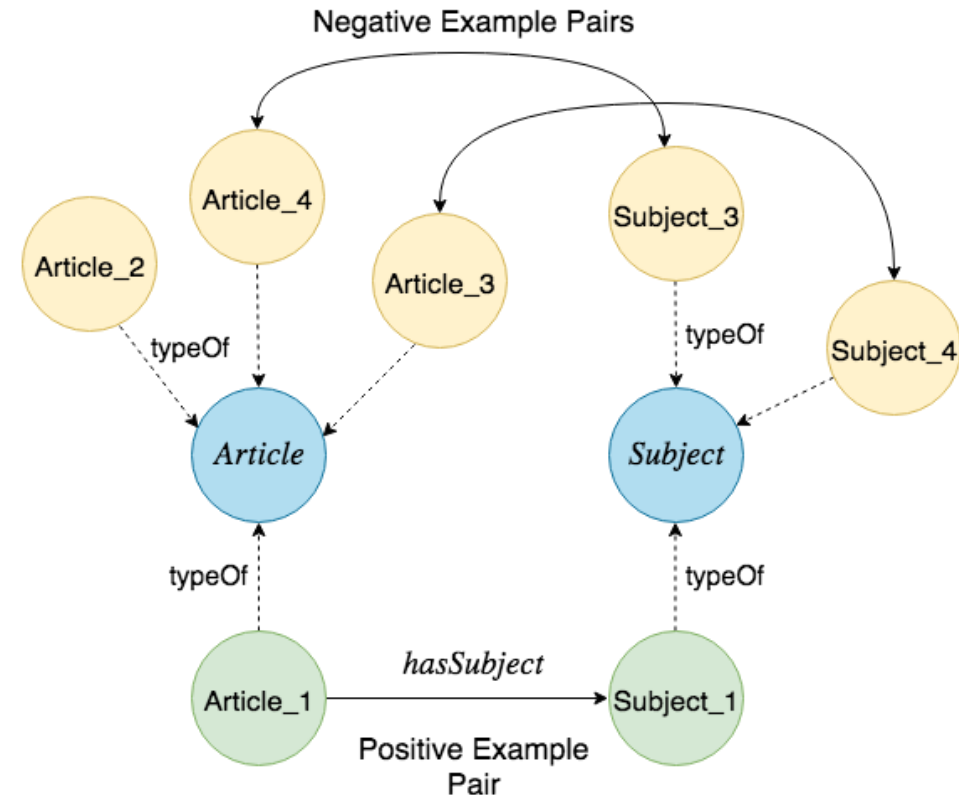 Negative Example Pairs
Article_4
Subject_3
Article_2
Article_3
typeOf
typeOf
Subject_4
Article
Subject
typeOf
typeOf
hasSubject
Article_1
Subject_1
Positive Example
Pair